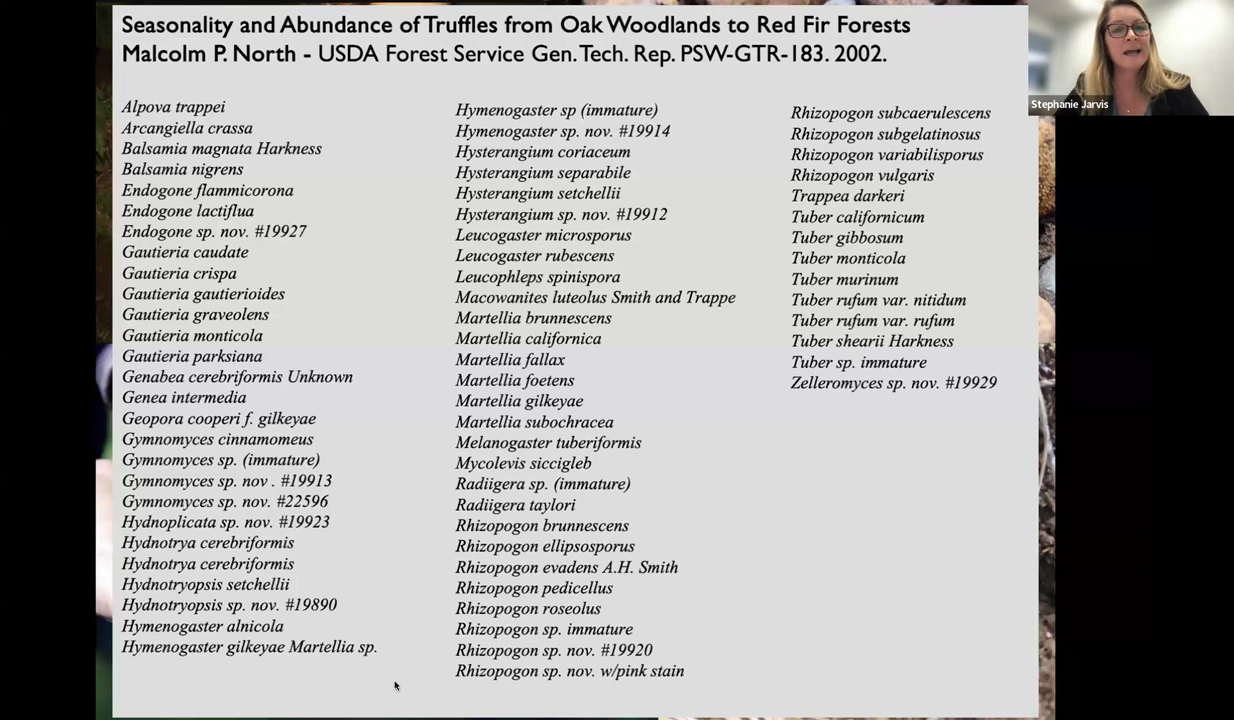 Seasonality and Abundance of Truffles from Oak Woodlands to Red Fir Forests
Malcolm P. North - USDA Forest Service Gen. Tech. Rep. PSW-GTR-183. 2002.
Stephanie Jarvis
Alpova trappei
Arcangiella crassa
Balsamia magnata Harkness
Balsamia nigrens
Endogone flammicorona
Endogone lactiflua
Endogone sp. nov. #19927
Gautieria caudate
Gautieria crispa
Gautieria gautierioides
Gautieria graveolens
Gautieria monticola
Gautieria parksiana
Genabea cerebriformis Unknown
Genea intermedia
Geopora cooperi f. gilkeyae
Gymnomyces cinnamomeus
Gymnomyces sp. (immature)
Gymnomyces sp. nov . #19913
Gymnomyces sp. nov. #22596
Hydnoplicata sp. nov. #19923
Hydnotrya cerebriformis
Hydnotrya cerebriformis
Hydnotryopsis setchellii
Hydnotryopsis sp. nov. #19890
Hymenogaster alnicola
Hymenogaster gilkeyae Martellia sp.
Hymenogaster sp (immature)
Hymenogaster sp. nov. #19914
Hysterangium coriaceum
Hysterangium separabile
Hysterangium setchellii
Hysterangium sp. nov. #19912
Leucogaster microsporus
Leucogaster rubescens
Leucophleps spinispora
Macowanites luteolus Smith and Trappe
Martellia brunnescens
Martellia californica
Martellia fallax
Martellia foetens
Martellia gilkeyae
Martellia subochracea
Melanogaster tuberiformis
Mycolevis siccigleb
Radiigera sp. (immature)
Radiigera taylori
Rhizopogon brunnescens
Rhizopogon ellipsosporus
Rhizopogon evadens A.H. Smith
Rhizopogon pedicellus
Rhizopogon roseolus
Rhizopogon sp. immature
Rhizopogon sp. nov. #19920
Rhizopogon sp. nov. w/pink stain
Rhizopogon subcaerulescens
Rhizopogon subgelatinosus
Rhizopogon variabilisporus
Rhizopogon vulgaris
Trappea darkeri
Tuber californicum
Tuber gibbosum
Tuber monticola
Tuber murinum
Tuber rufum var. nitidum
Tuber rufum var. rufum
Tuber shearii Harkness
Tuber sp. immature
Zelleromyces sp. nov. #19929